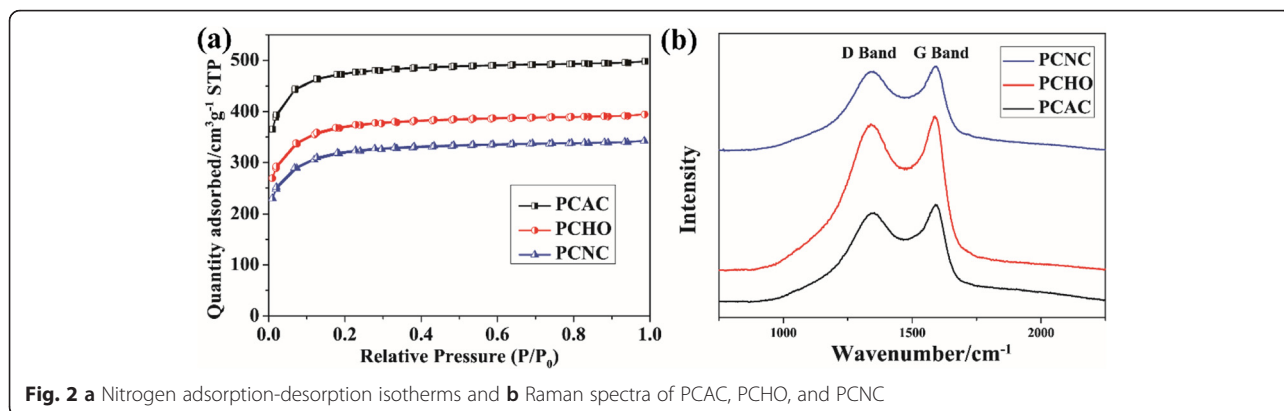 (a)
Quantity adsorbed/cm³g⁻¹ STP
500
400
300
200
100
0
0.0 0.2 0.4 0.6 0.8 1.0
Relative Pressure (P/P₀)
PCAC
PCHO
PCNC
(b)
D Band G Band
PCNC
PCHO
PCAC
Intensity
1000 1500 2000
Wavenumber/cm⁻¹
Fig. 2 a Nitrogen adsorption-desorption isotherms and b Raman spectra of PCAC, PCHO, and PCNC